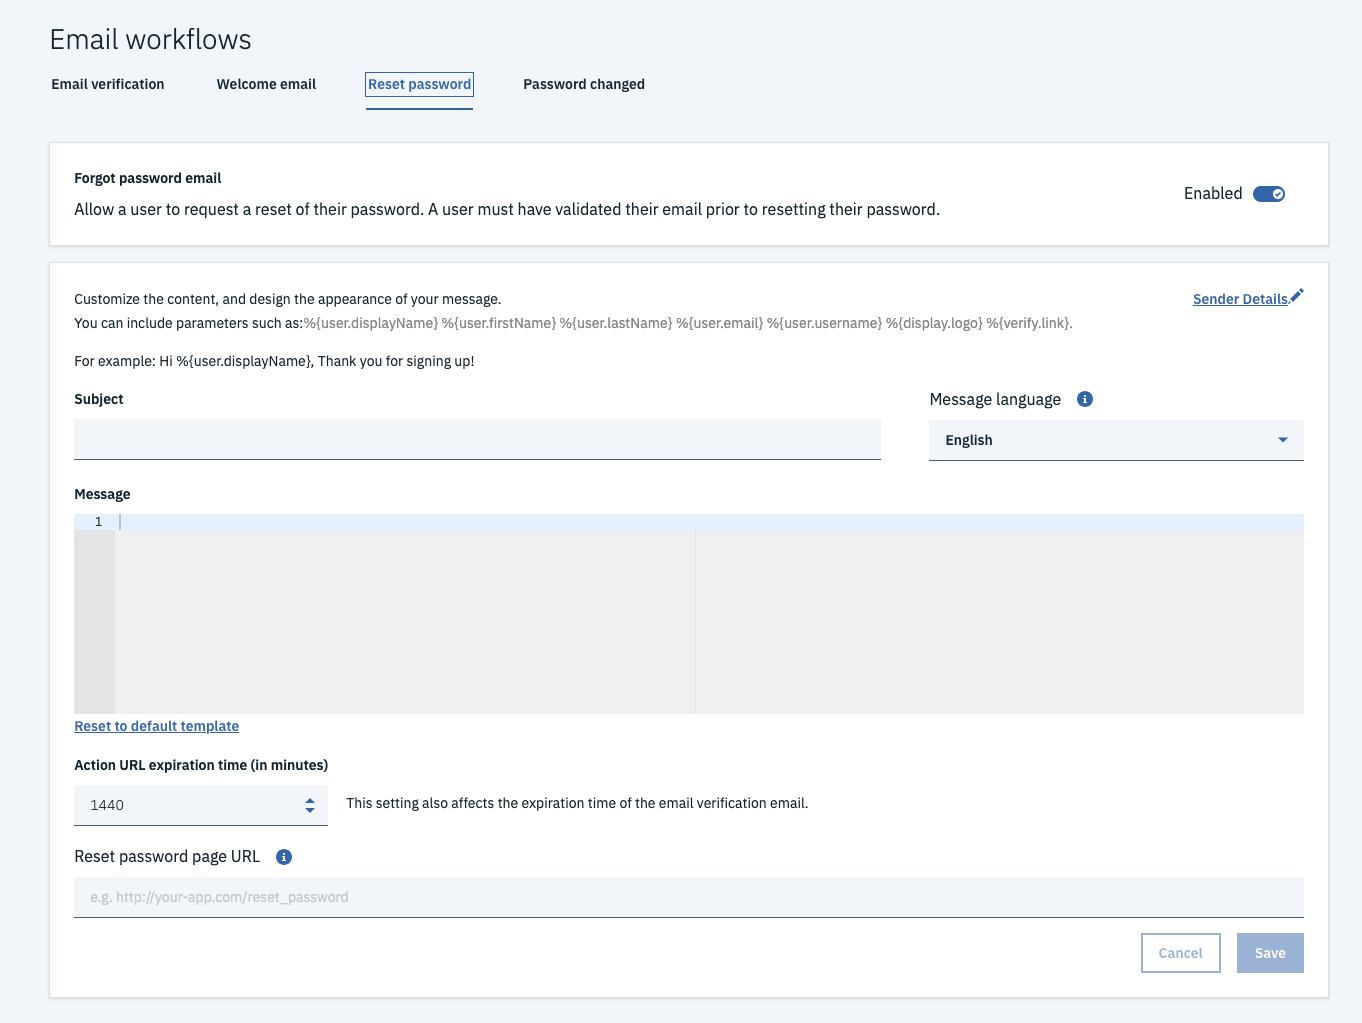 Email workflows
Email verification
Welcome email
Reset password
Password changed
Forgot password email
Allow a user to request a reset of their password. A user must have validated their email prior to resetting their password.
Enabled
Customize the content, and design the appearance of your message.
Sender Details.
You can include parameters such as:%{user.displayName} %{user.firstName} %{user.lastName} %{user.email} %{user.username} %{display.logo} %{verify.link}.
For example: Hi %{user.displayName}, Thank you for signing up!
Subject
Message language
English
Message
1
Reset to default template
Action URL expiration time (in minutes)
1440
This setting also affects the expiration time of the email verification email.
Reset password page URL
e.g. http://your-app.com/reset_password
Cancel
Save